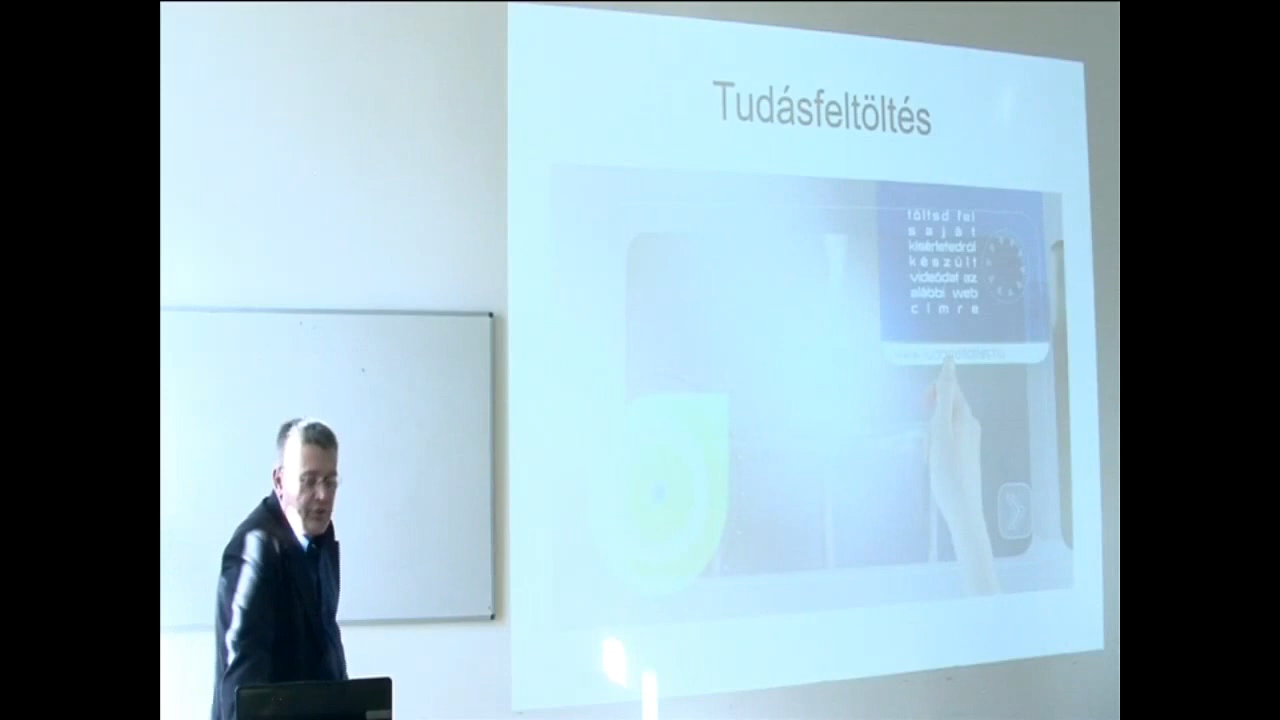 Tudásfeltöltés
töltsd fel
saját
kísérletedről
készült
videódat az
alábbi web
címre